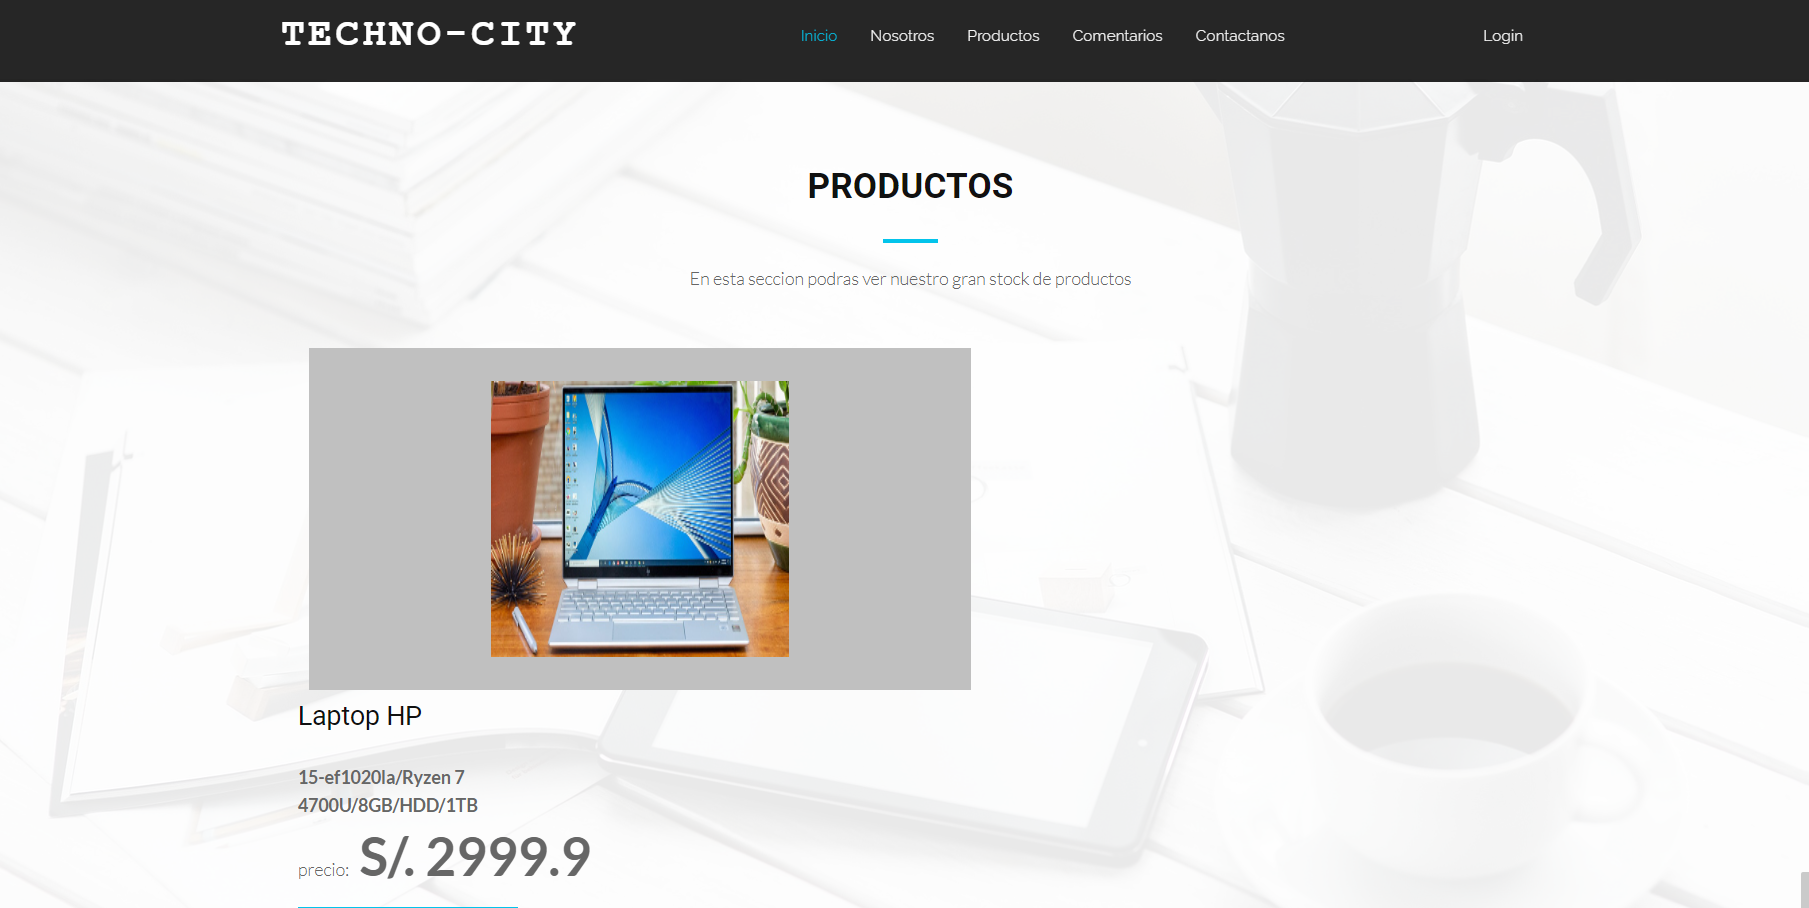 TECHNO-CITY
Inicio Nosotros Productos Comentarios Contactanos Login
PRODUCTOS
En esta seccion podras ver nuestro gran stock de productos
Laptop HP
15-ef1020la/Ryzen 7
4700U/8GB/HDD/1TB
precio: S/. 2999.9